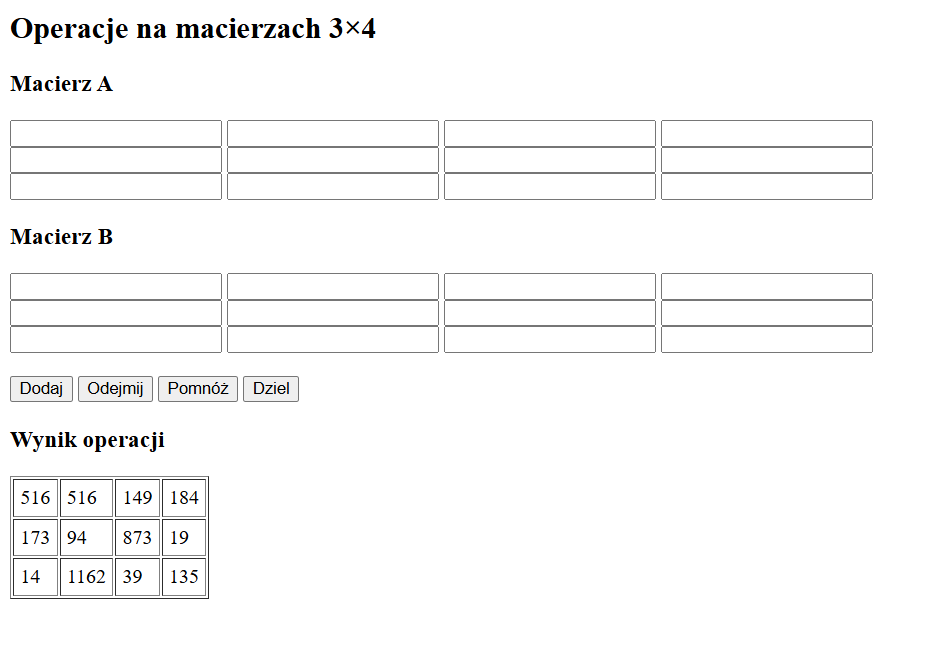 Operacje na macierzach 3×4
Macierz A
Macierz B
Dodaj Odejmij Pomnóż Dziel
Wynik operacji
516 516 149 184
173 94 873 19
14 1162 39 135